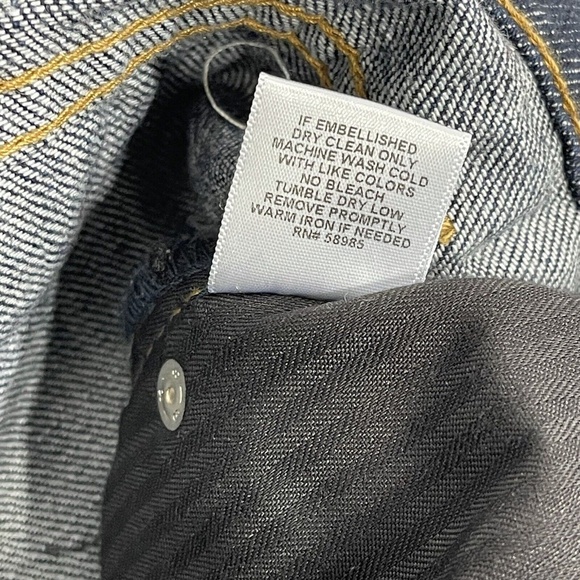 IF EMBELLISHED
DRY CLEAN ONLY
MACHINE WASH COLD
WITH LIKE COLORS
NO BLEACH
TUMBLE DRY LOW
REMOVE PROMPTLY
WARM IRON IF NEEDED
RN# 58985